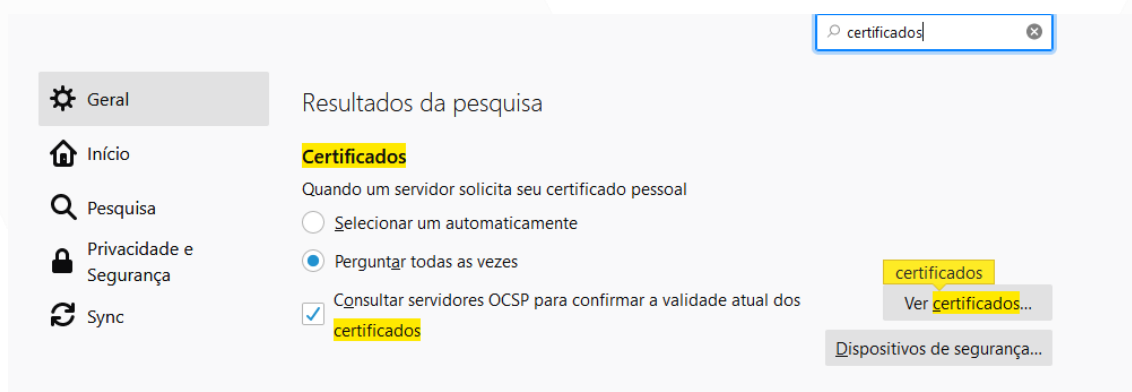 certificados
Geral
Início
Pesquisa
Privacidade e
Segurança
Sync
Resultados da pesquisa
Certificados
Quando um servidor solicita seu certificado pessoal
Selecionar um automaticamente
Perguntar todas as vezes
Consultar servidores OCSP para confirmar a validade atual dos
certificados
certificados
Ver certificados...
Dispositivos de segurança...